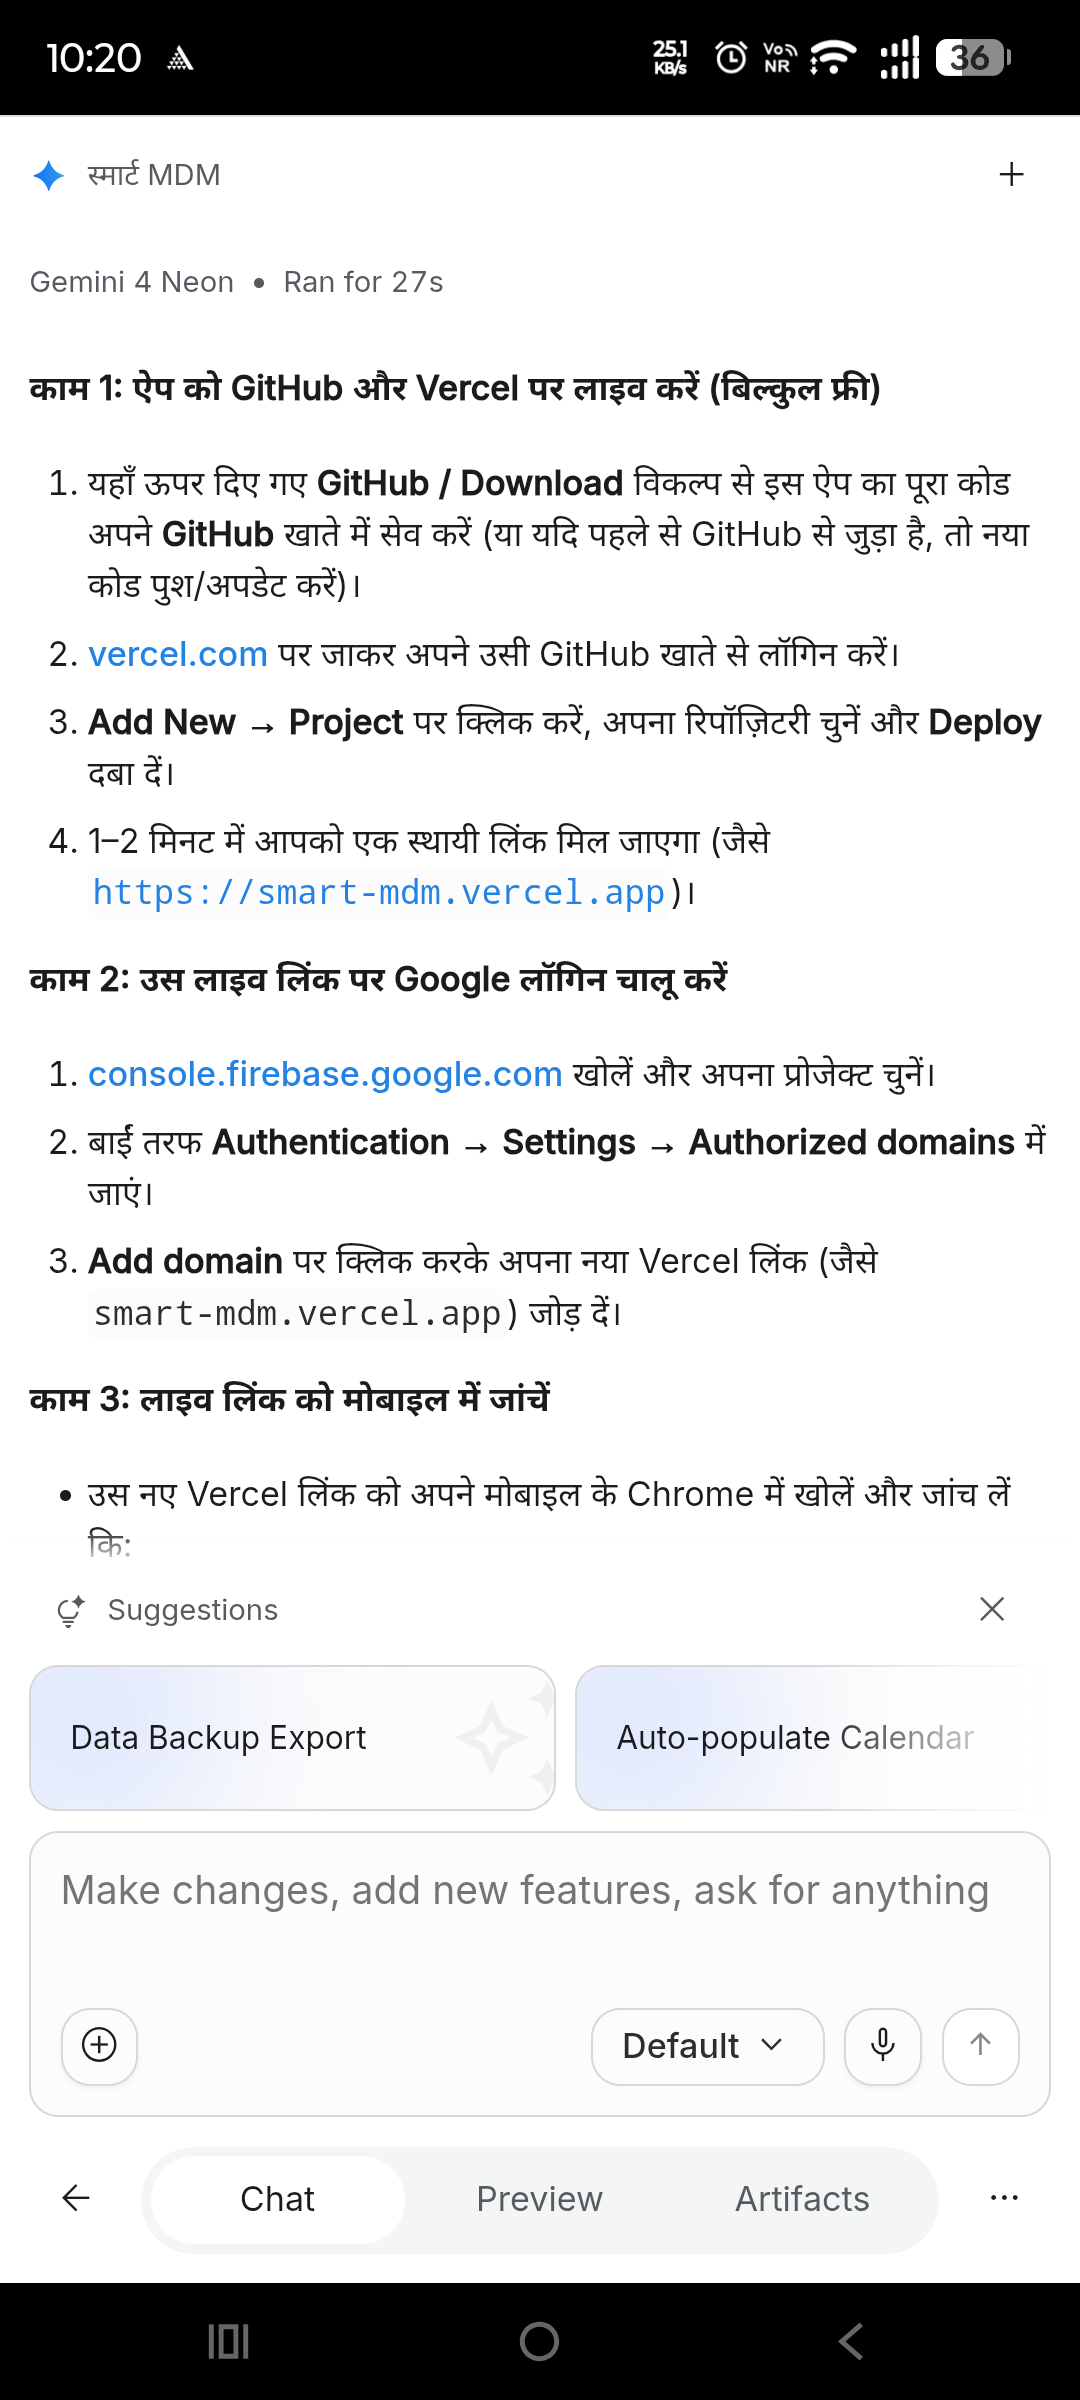 10:20
25.1
KB/s
Vo
NR
36
स्मार्ट MDM
Gemini 4 Neon • Ran for 27s
काम 1: ऐप को GitHub और Vercel पर लाइव करें (बिल्कुल फ्री)
1. यहाँ ऊपर दिए गए GitHub / Download विकल्प से इस ऐप का पूरा कोड
अपने GitHub खाते में सेव करें (या यदि पहले से GitHub से जुड़ा है, तो नया
कोड पुश/अपडेट करें)।
2. vercel.com पर जाकर अपने उसी GitHub खाते से लॉगिन करें।
3. Add New → Project पर क्लिक करें, अपना रिपॉज़िटरी चुनें और Deploy
दबा दें।
4. 1–2 मिनट में आपको एक स्थायी लिंक मिल जाएगा (जैसे
https://smart-mdm.vercel.app)।
काम 2: उस लाइव लिंक पर Google लॉगिन चालू करें
1. console.firebase.google.com खोलें और अपना प्रोजेक्ट चुनें।
2. बाईं तरफ Authentication → Settings → Authorized domains में
जाएं।
3. Add domain पर क्लिक करके अपना नया Vercel लिंक (जैसे
smart-mdm.vercel.app) जोड़ दें।
काम 3: लाइव लिंक को मोबाइल में जांचें
• उस नए Vercel लिंक को अपने मोबाइल के Chrome में खोलें और जांच लें
कि:
Suggestions
Data Backup Export
Auto-populate Calendar
Make changes, add new features, ask for anything
Default
Chat
Preview
Artifacts